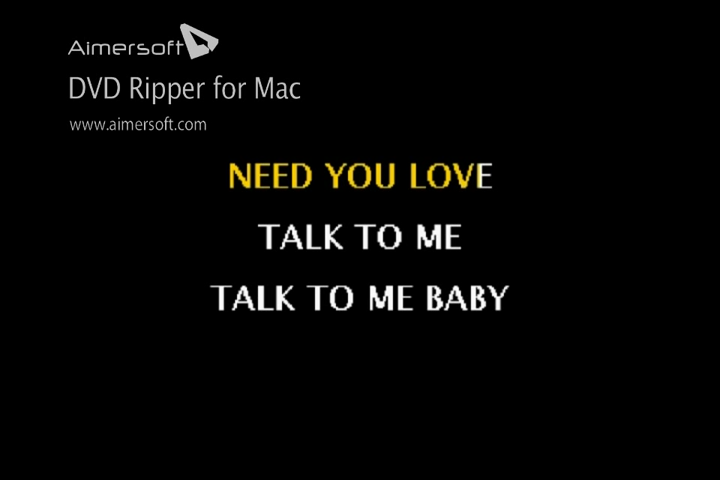 Aimersoft
DVD Ripper for Mac
www.aimersoft.com
NEED YOU LOVE
TALK TO ME
TALK TO ME BABY